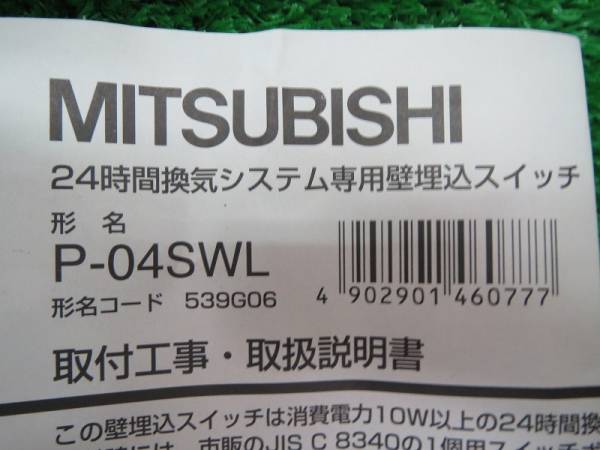 MITSUBISHI
24時間換気システム専用壁埋込スイッチ
形 名
P-04SWL
形名コード 539G06
4 902901 460777
取付工事・取扱説明書
この壁埋込スイッチは消費電力10W以上の24時間換
には、市販のJIS C 8340の1個用スイッチボ